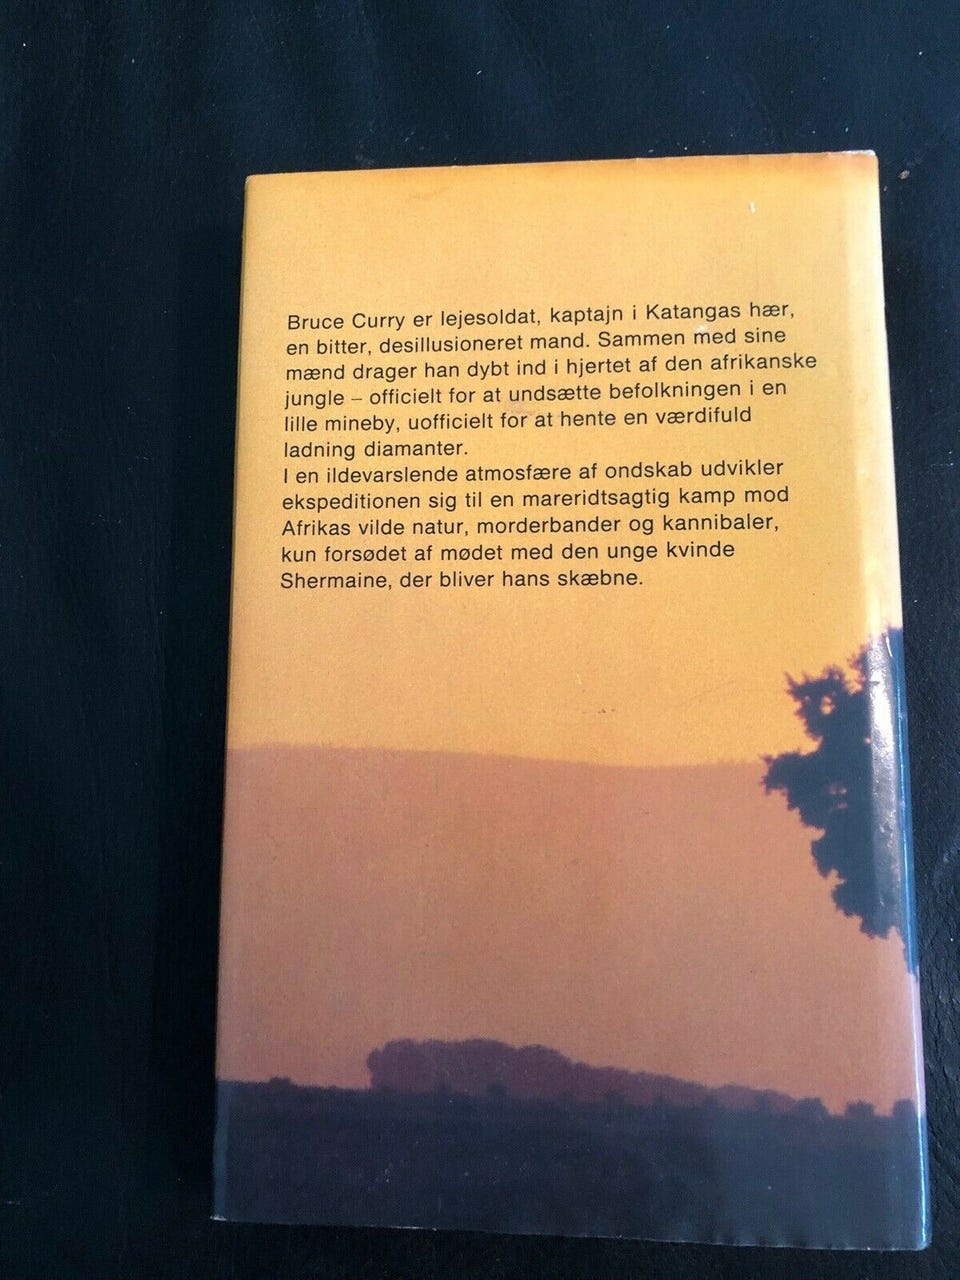 Bruce Curry er lejesoldat, kaptajn i Katangas hær,
en bitter, desillusioneret mand. Sammen med sine
mænd drager han dybt ind i hjertet af den afrikanske
jungle – officielt for at undsætte befolkningen i en
lille mineby, uofficielt for at hente en værdifuld
ladning diamanter.
I en ildevarslende atmosfære af ondskab udvikler
ekspeditionen sig til en mareridtsagtig kamp mod
Afrikas vilde natur, morderbander og kannibaler,
kun forsødet af mødet med den unge kvinde
Shermaine, der bliver hans skæbne.